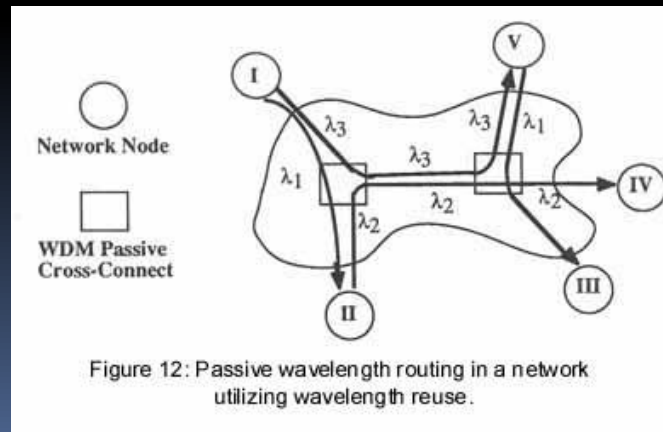 I
V
Network Node
λ3
λ3
λ3
λ1
λ1
IV
WDM Passive
Cross-Connect
λ2
λ2
λ2
III
II
Figure 12: Passive wavelength routing in a network
utilizing wavelength reuse.